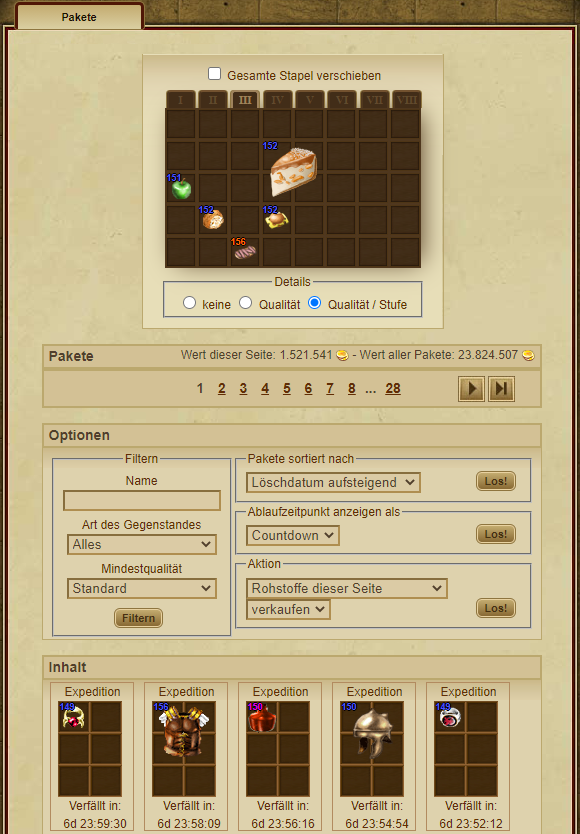 Pakete
Gesamte Stapel verschieben
I II III IV V VI VII VIII
152
151
152 152
156
Details
keine Qualität Qualität / Stufe
Pakete Wert dieser Seite: 1.521.541 - Wert aller Pakete: 23.824.507
1 2 3 4 5 6 7 8 ... 28
Optionen
Filtern
Name
Art des Gegenstandes
Alles
Mindestqualität
Standard
Filtern
Pakete sortiert nach
Löschdatum aufsteigend Los!
Ablaufzeitpunkt anzeigen als
Countdown Los!
Aktion
Rohstoffe dieser Seite
verkaufen Los!
Inhalt
Expedition Expedition Expedition Expedition Expedition
149 156 150 150 149
Verfällt in: Verfällt in: Verfällt in: Verfällt in: Verfällt in:
6d 23:59:30 6d 23:58:09 6d 23:56:16 6d 23:54:54 6d 23:52:12